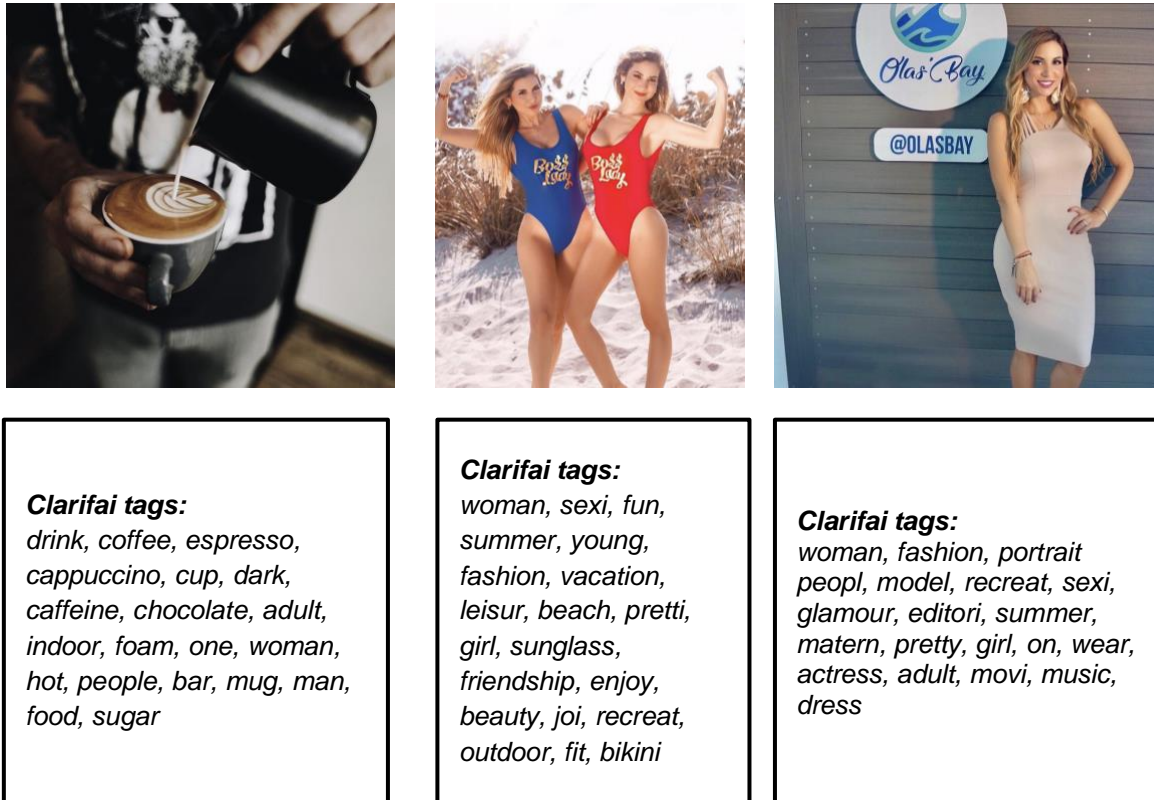 Bo$$
Lady
Bo$$
Lady
Olas' Bay
@OLASBAY
Clarifai tags:
drink, coffee, espresso,
cappuccino, cup, dark,
caffeine, chocolate, adult,
indoor, foam, one, woman,
hot, people, bar, mug, man,
food, sugar
Clarifai tags:
woman, sexi, fun,
summer, young,
fashion, vacation,
leisur, beach, pretti,
girl, sunglass,
friendship, enjoy,
beauty, joi, recreat,
outdoor, fit, bikini
Clarifai tags:
woman, fashion, portrait
peopl, model, recreat, sexi,
glamour, editori, summer,
matern, pretty, girl, on, wear,
actress, adult, movi, music,
dress